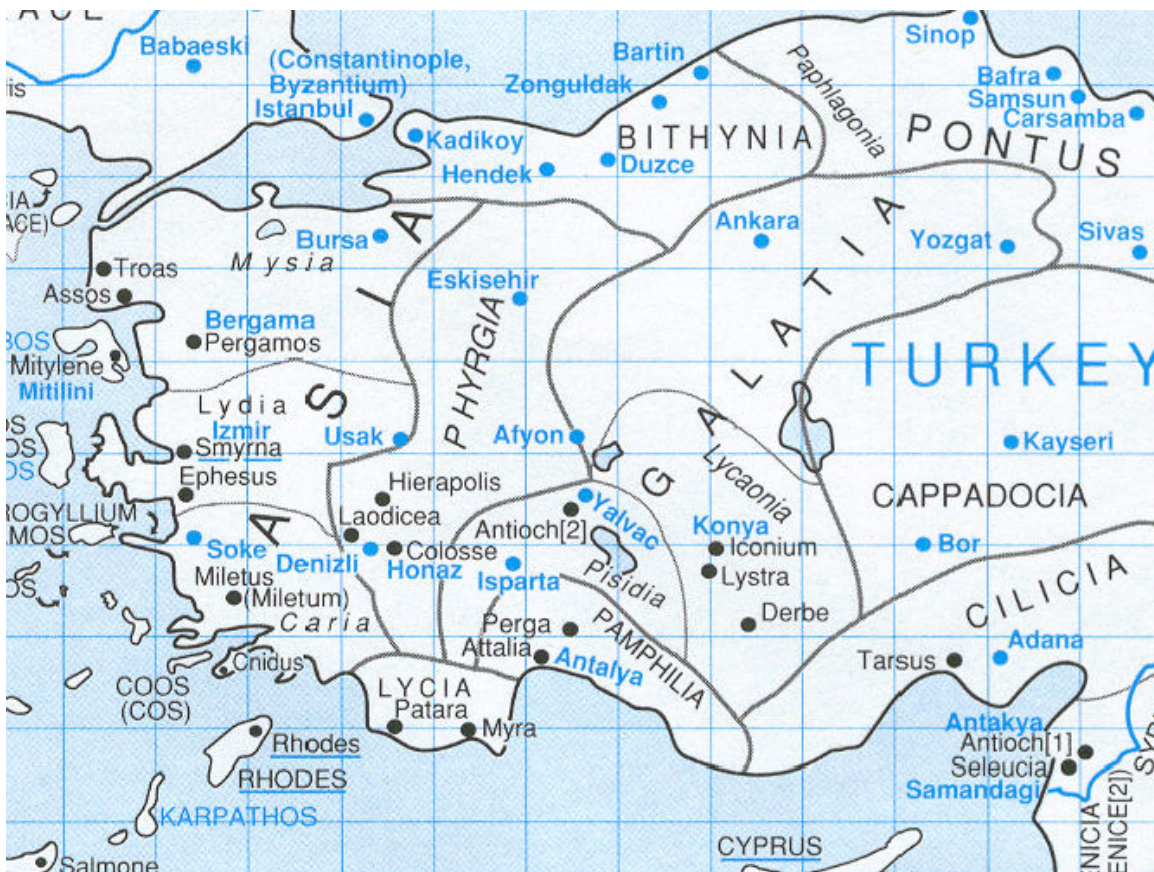 ACE
Babaeski
(Constantinople,
Byzantium)
Istanbul
Kadikoy
Hendek
Bartin
Zonguldak
BITHYNIA
Duzce
Paphlagonia
Sinop
Bafra
Samsun
Carsamba
PONTUS
Ankara
Yozgat
Sivas
Bursa
Mysia
Eskisehir
Troas
Assos
Bergama
Pergamos
Mitylene
Mitilini
ASIA
PHYRGIA
GALATIA
TURKEY
Lydia
Izmir
Smyrna
Usak
Afyon
Kayseri
Ephesus
Hierapolis
Lycaonia
CAPPADOCIA
ROGYLLIUM
Laodicea
Antioch[2]
Yalvac
Konya
Iconium
Bor
Soke
Denizli
Colosse
Honaz
Isparta
Pisidia
Lystra
Miletus
(Miletum)
Caria
Perga
Attalia
Antalya
PAMPHILIA
Derbe
CILICIA
Adana
Tarsus
Cnidus
COOS
(COS)
LYCIA
Patara
Myra
Rhodes
RHODES
KARPATHOS
Antakya
Antioch[1]
Seleucia
Samandagi
CYPRUS
Salmone
ENICE[2])